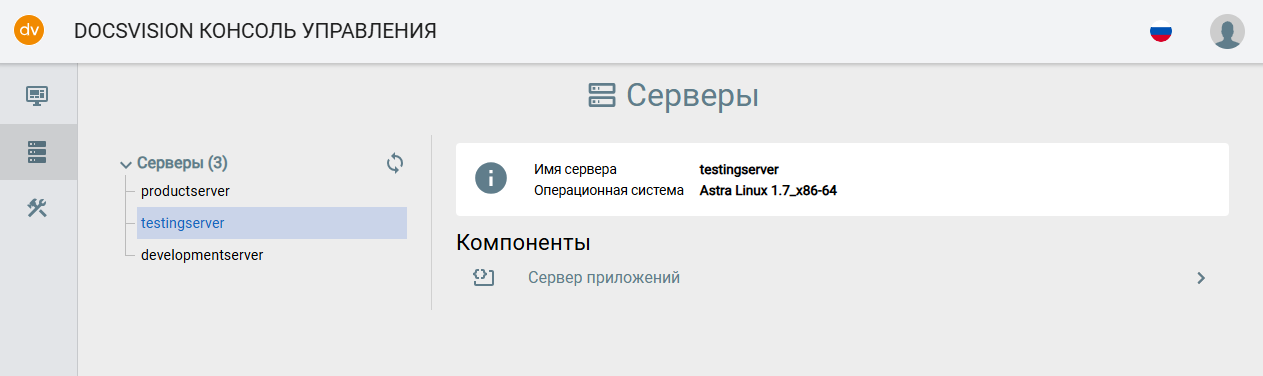 dv DOCSVISION КОНСОЛЬ УПРАВЛЕНИЯ
Серверы
Серверы (3)
productserver
testingserver
developmentserver
Имя сервера testingserver
Операционная система Astra Linux 1.7_x86-64
Компоненты
Сервер приложений